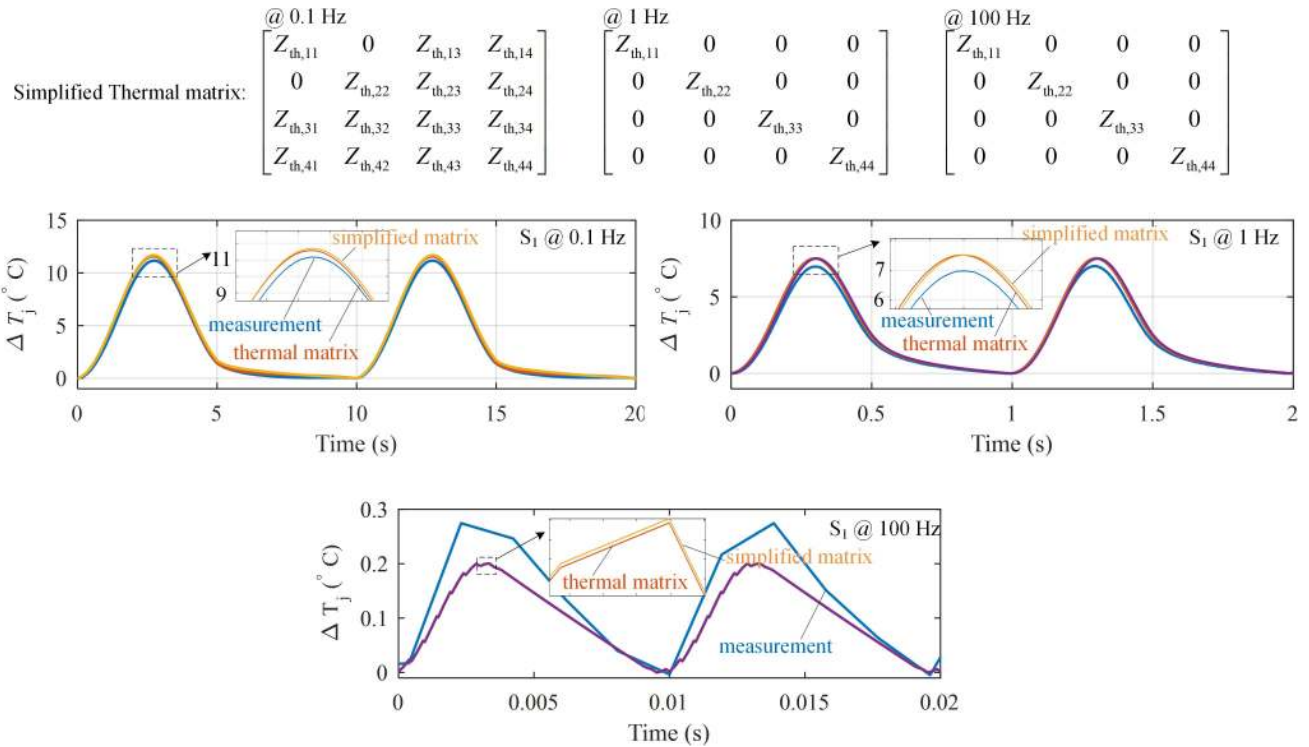 @ 0.1 Hz @ 1 Hz @ 100 Hz
Z_th,11 0 Z_th,13 Z_th,14 Z_th,11 0 0 0 Z_th,11 0 0 0
0 Z_th,22 Z_th,23 Z_th,24 0 Z_th,22 0 0 0 Z_th,22 0 0
Simplified Thermal matrix:
Z_th,31 Z_th,32 Z_th,33 Z_th,34 0 0 Z_th,33 0 0 0 Z_th,33 0
Z_th,41 Z_th,42 Z_th,43 Z_th,44 0 0 0 Z_th,44 0 0 0 Z_th,44
15
10
5
0
Δ T_j (°C)
S_1 @ 0.1 Hz
simplified matrix
11
9
measurement
thermal matrix
0 5 10 15 20
Time (s)
10
5
0
Δ T_j (°C)
S_1 @ 1 Hz
simplified matrix
7
6
measurement
thermal matrix
0 0.5 1 1.5 2
Time (s)
0.3
0.2
0.1
0
Δ T_j (°C)
S_1 @ 100 Hz
simplified matrix
thermal matrix
measurement
0 0.005 0.01 0.015 0.02
Time (s)